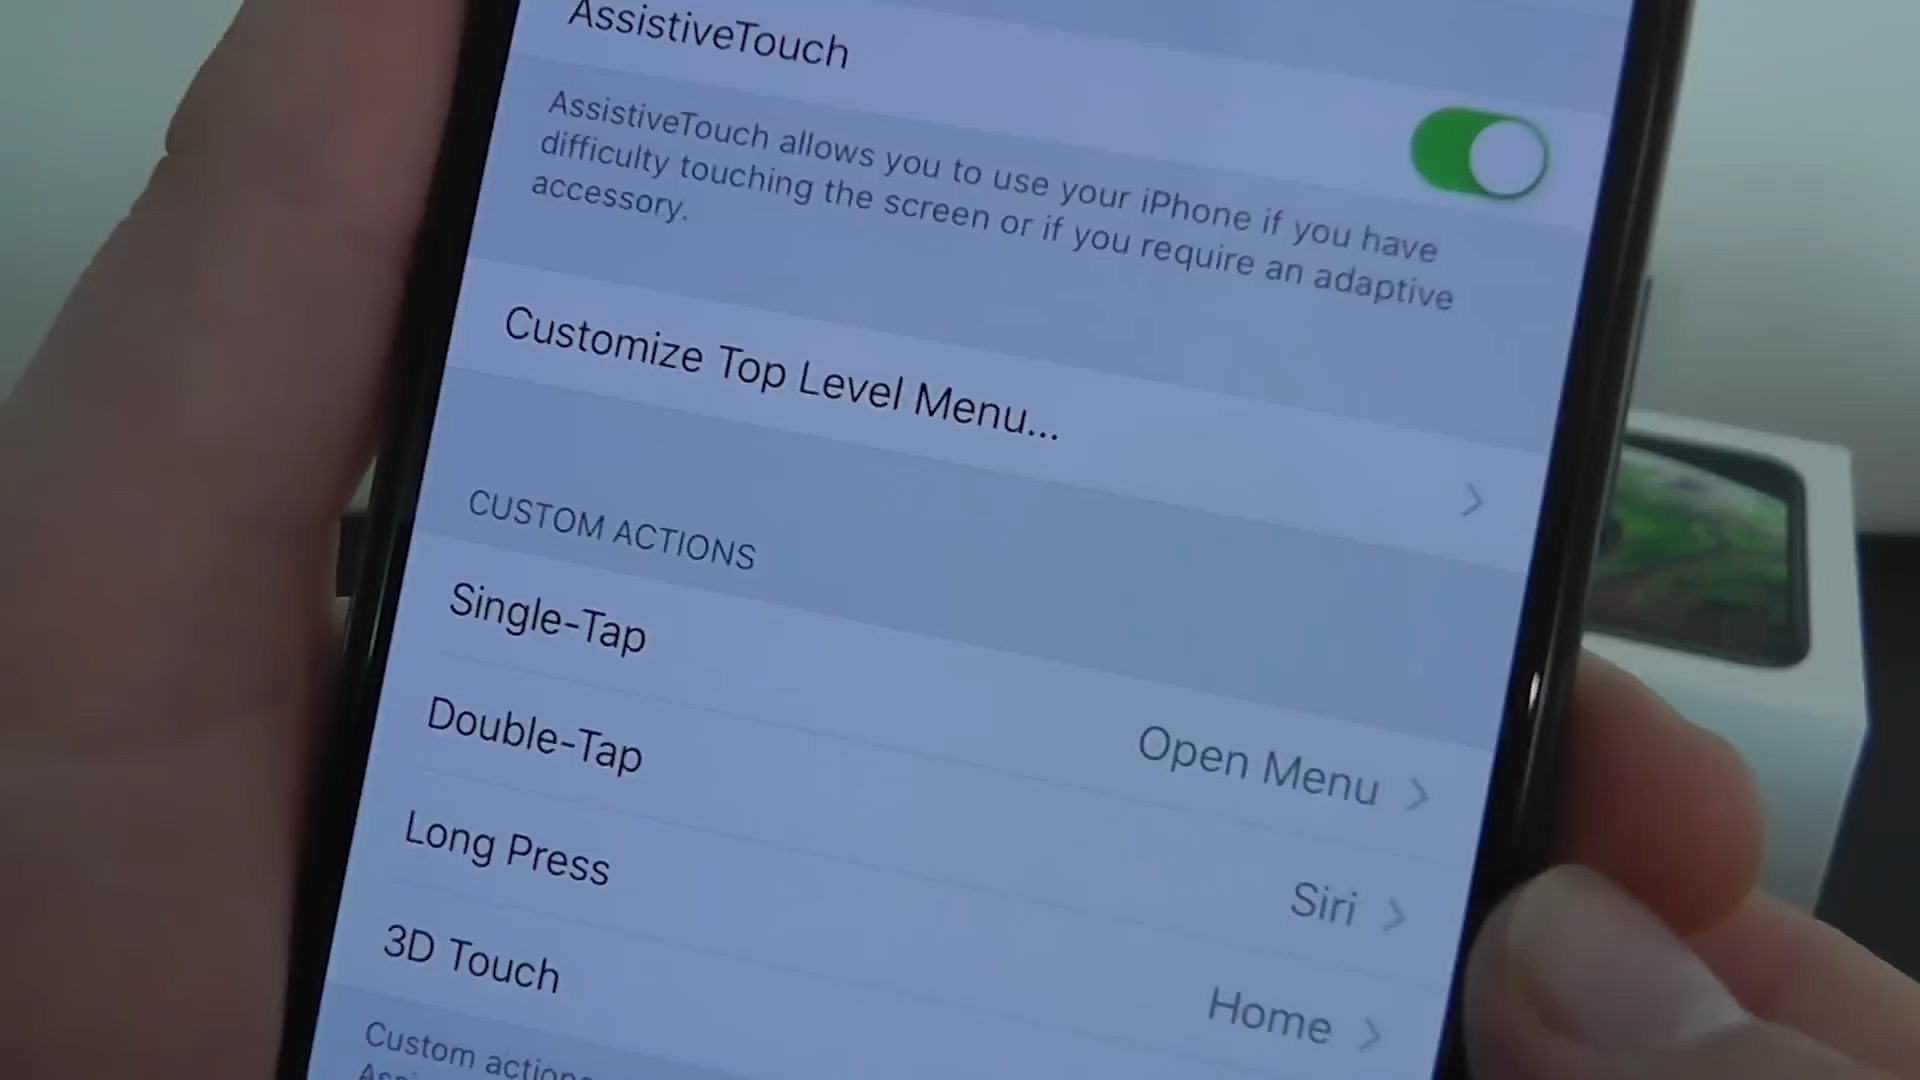 AssistiveTouch
AssistiveTouch allows you to use your iPhone if you have
difficulty touching the screen or if you require an adaptive
accessory.
Customize Top Level Menu...
CUSTOM ACTIONS
Single-Tap
Open Menu
Double-Tap
Siri
Long Press
Home
3D Touch
Custom